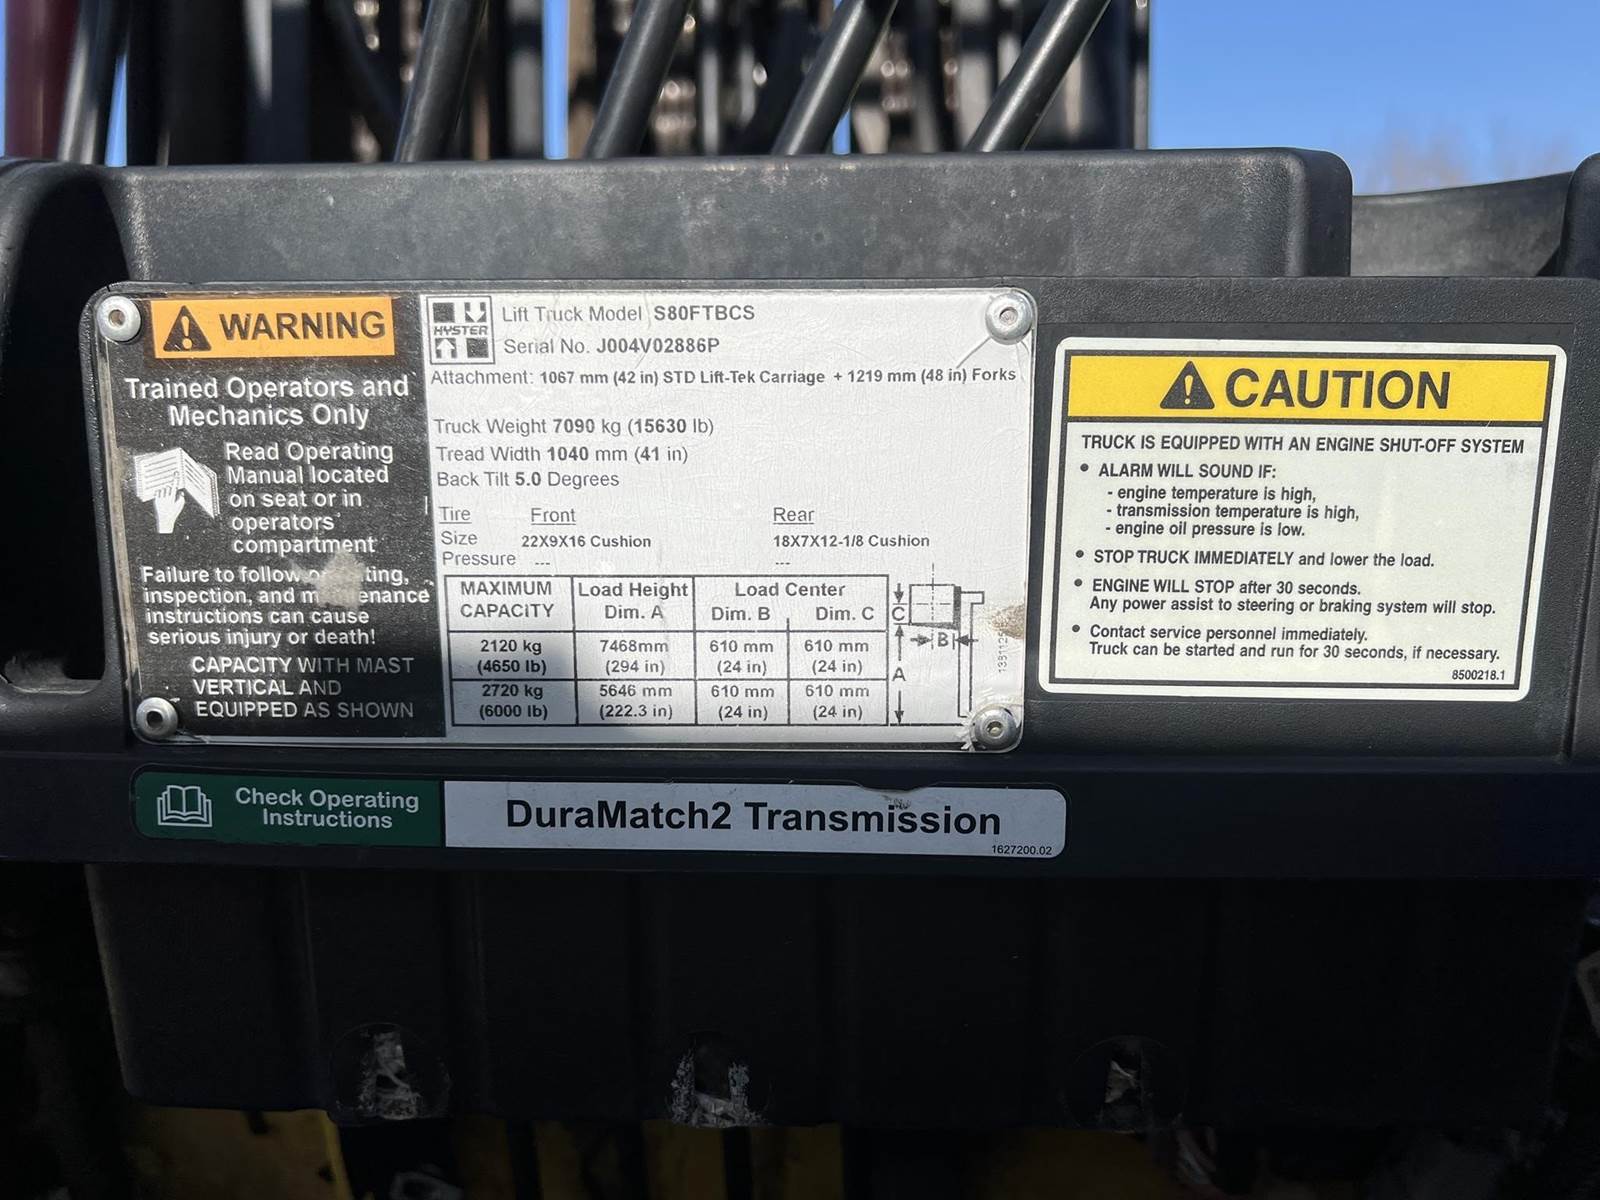 WARNING
Trained Operators and
Mechanics Only
Read Operating
Manual located
on seat or in
operators'
compartment
Failure to follow
inspection, and
instructions can cause
serious injury or death!
CAPACITY WITH MAST
VERTICAL AND
EQUIPPED AS SHOWN
HYSTER
Lift Truck Model S80FTBCS
Serial No. J004V02886P
Attachment: 1067 mm (42 in) STD Lift-Tek Carriage + 1219 mm (48 in) Forks
Truck Weight 7090 kg (15630 lb)
Tread Width 1040 mm (41 in)
Back Tilt 5.0 Degrees
Tire Front Rear
Size 22X9X16 Cushion 18X7X12-1/8 Cushion
Pressure --- ---
MAXIMUM Load Height Load Center
CAPACITY Dim. A Dim. B Dim. C
2120 kg 7468mm 610 mm 610 mm
(4650 lb) (294 in) (24 in) (24 in)
2720 kg 5646 mm 610 mm 610 mm
(6000 lb) (222.3 in) (24 in) (24 in)
C
B
A
CAUTION
TRUCK IS EQUIPPED WITH AN ENGINE SHUT-OFF SYSTEM
• ALARM WILL SOUND IF:
- engine temperature is high,
- transmission temperature is high,
- engine oil pressure is low.
• STOP TRUCK IMMEDIATELY and lower the load.
• ENGINE WILL STOP after 30 seconds.
Any power assist to steering or braking system will stop.
• Contact service personnel immediately.
Truck can be started and run for 30 seconds, if necessary.
8500218.1
Check Operating
Instructions
DuraMatch2 Transmission
1627200.02